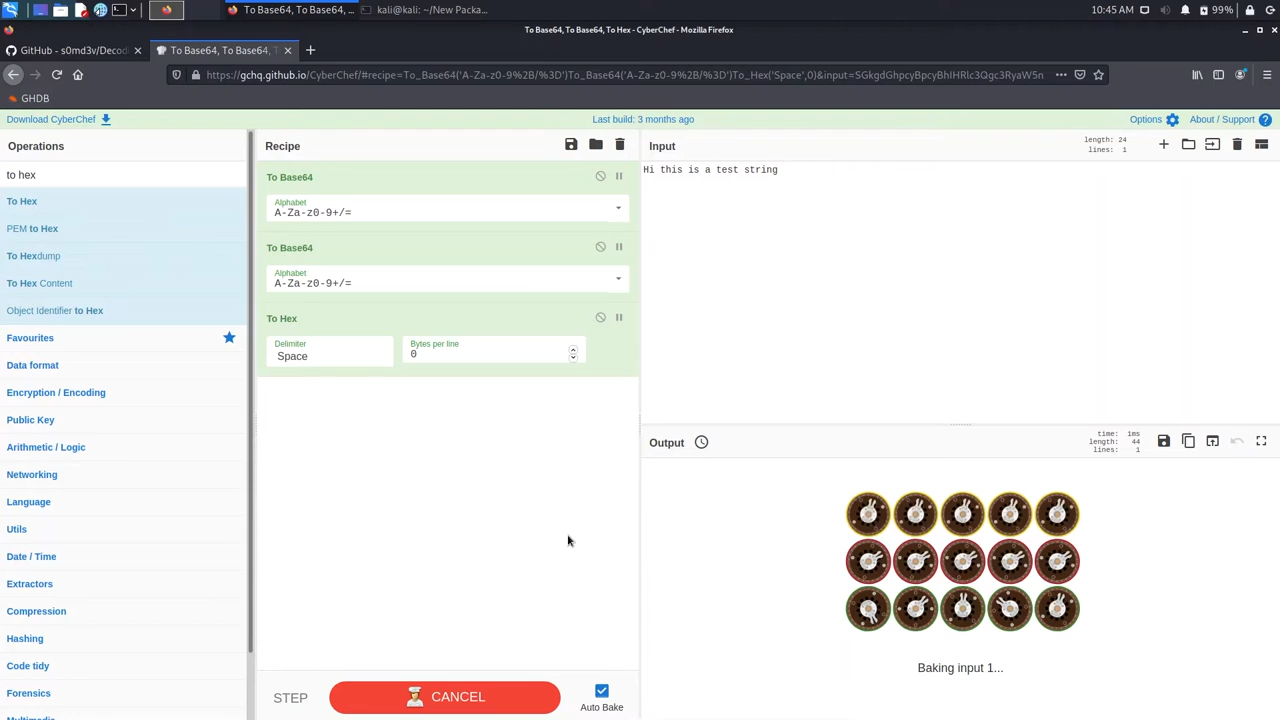 To Base64, To Base64, ...
kali@kali: ~/New Packa...
10:45 AM
99%
To Base64, To Base64, To Hex - CyberChef - Mozilla Firefox
GitHub - s0md3v/Decod
To Base64, To Base64, T
https://gchq.github.io/CyberChef/#recipe=To_Base64('A-Za-z0-9%2B/%3D')To_Base64('A-Za-z0-9%2B/%3D')To_Hex('Space',0)&input=SGkgdGhpcyBpcyBhIHRlc3Qgc3RyaW5n
GHDB
Download CyberChef
Last build: 3 months ago
Options
About / Support
Operations
to hex
To Hex
PEM to Hex
To Hexdump
To Hex Content
Object Identifier to Hex
Favourites
Data format
Encryption / Encoding
Public Key
Arithmetic / Logic
Networking
Language
Utils
Date / Time
Extractors
Compression
Hashing
Code tidy
Forensics
Recipe
To Base64
Alphabet
A-Za-z0-9+/=
To Base64
Alphabet
A-Za-z0-9+/=
To Hex
Delimiter
Space
Bytes per line
0
STEP
CANCEL
Auto Bake
Input
length: 24
lines: 1
Hi this is a test string
Output
time: 1ms
length: 44
lines: 1
Baking input 1...